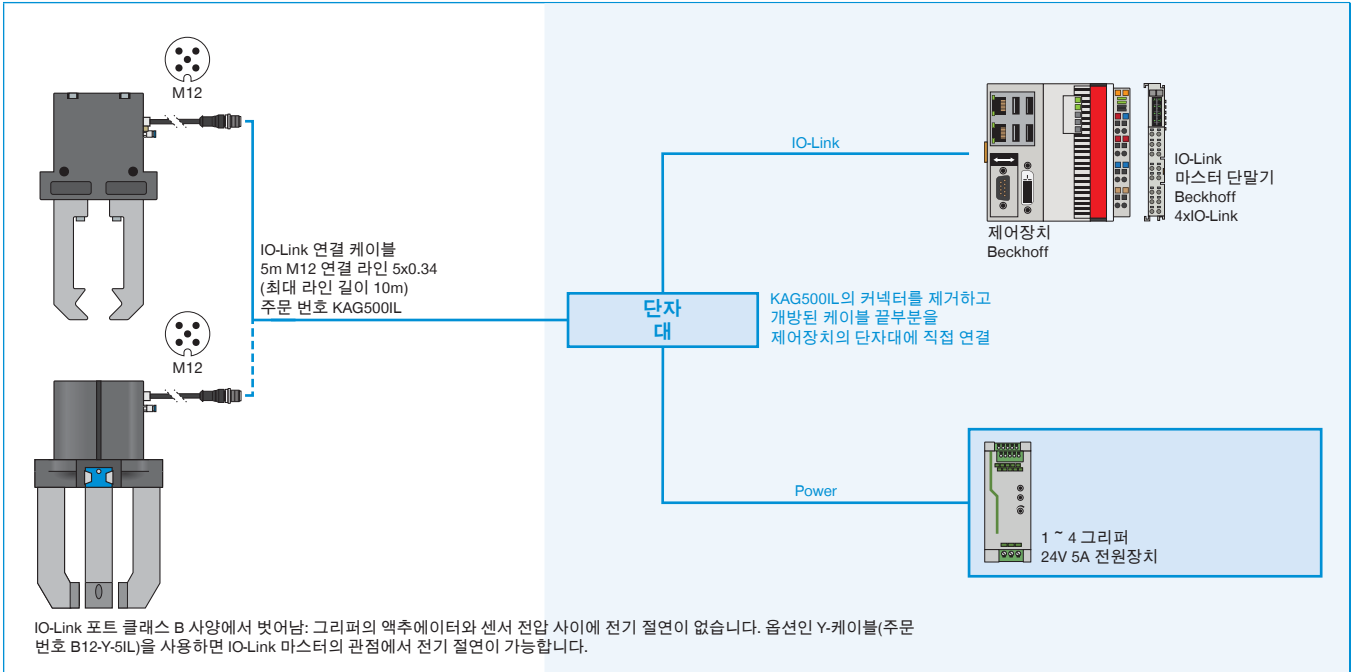 M12
IO-Link 연결 케이블
5m M12 연결 라인 5x0.34
(최대 라인 길이 10m)
주문 번호 KAG500IL
M12
단자
대
KAG500IL의 커넥터를 제거하고
개방된 케이블 끝부분을
제어장치의 단자대에 직접 연결
IO-Link
제어장치
Beckhoff
IO-Link
마스터 단말기
Beckhoff
4xIO-Link
Power
1 ~ 4 그리퍼
24V 5A 전원장치
IO-Link 포트 클래스 B 사양에서 벗어남: 그리퍼의 액추에이터와 센서 전압 사이에 전기 절연이 없습니다. 옵션인 Y-케이블(주문
번호 B12-Y-5IL)을 사용하면 IO-Link 마스터의 관점에서 전기 절연이 가능합니다.